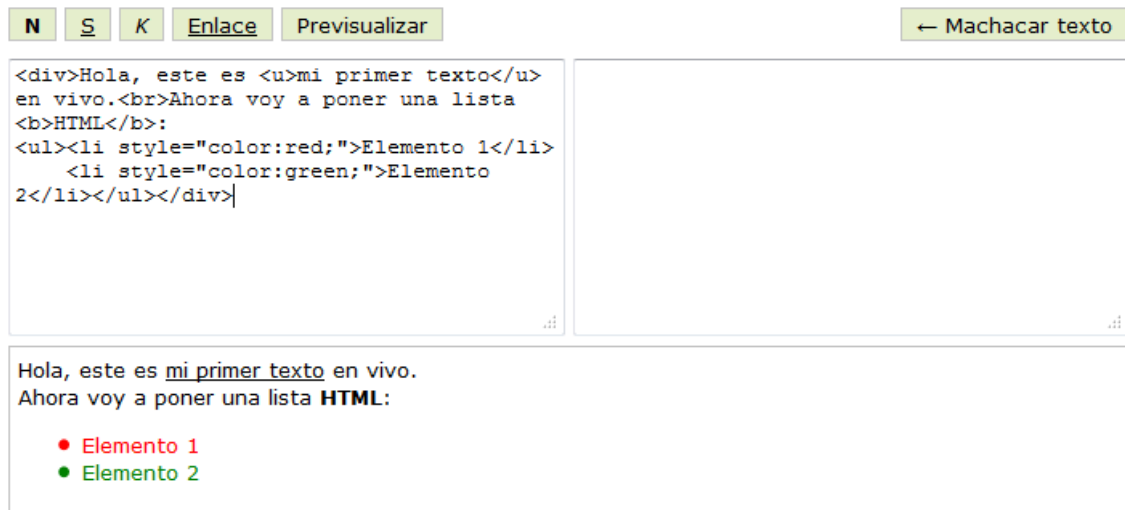 N S K Enlace Previsualizar ← Machacar texto
<div>Hola, este es <u>mi primer texto</u>
en vivo.<br>Ahora voy a poner una lista
<b>HTML</b>:
<ul><li style="color:red;">Elemento 1</li>
    <li style="color:green;">Elemento
2</li></ul></div>
Hola, este es mi primer texto en vivo.
Ahora voy a poner una lista HTML:
• Elemento 1
• Elemento 2